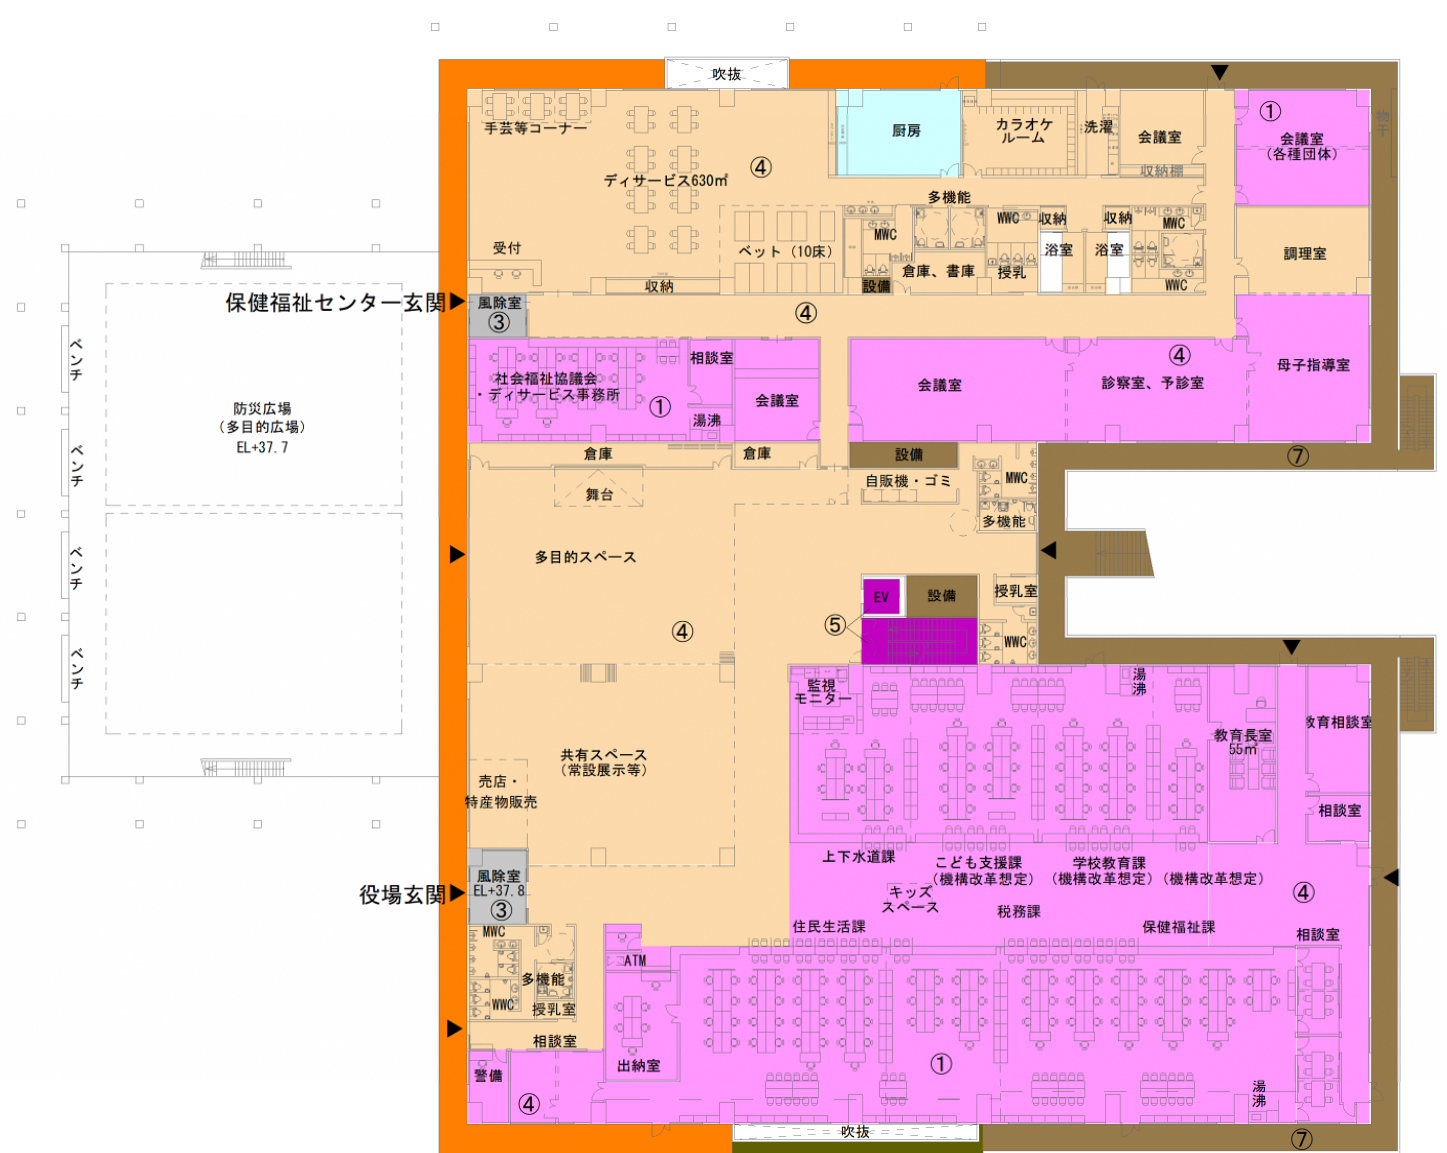 吹抜
手芸等コーナー
④
ディサービス630㎡
厨房
カラオケ
ルーム
洗濯
会議室
収納棚
①
会議室
(各種団体)
物干
多機能
受付
ベット (10床)
MWC
WWC
収納
収納
MWC
浴室
浴室
調理室
倉庫、書庫
授乳
設備
収納
WWC
保健福祉センター玄関
風除室
③
④
社会福祉協議会
・ディサービス事務所
①
相談室
湯沸
会議室
会議室
④
診察室、予診室
母子指導室
ベンチ
ベンチ
ベンチ
ベンチ
防災広場
(多目的広場)
EL+37.7
倉庫
倉庫
設備
自販機・ゴミ
MWC
多機能
⑦
舞台
多目的スペース
④
⑤
EV
設備
授乳室
WWC
監視
モニター
湯沸
教育長室
55㎡
教育相談室
相談室
共有スペース
(常設展示等)
売店・
特産物販売
役場玄関
風除室
EL+37.8
③
上下水道課
こども支援課
(機構改革想定)
学校教育課
(機構改革想定)
(機構改革想定)
キッズ
スペース
税務課
住民生活課
保健福祉課
④
相談室
MWC
多機能
WWC
授乳室
ATM
相談室
出納室
警備
④
①
湯沸
吹抜
⑦